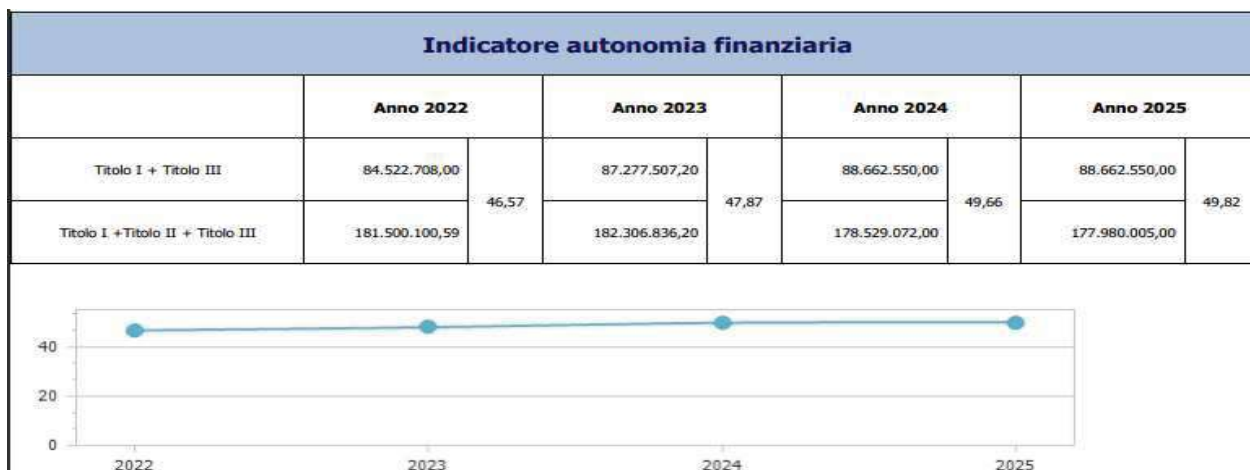 Indicatore autonomia finanziaria
Anno 2022 Anno 2023 Anno 2024 Anno 2025
Titolo I + Titolo III 84.522.708,00 46,57 87.277.507,20 47,87 88.662.550,00 49,66 88.662.550,00 49,82
Titolo I +Titolo II + Titolo III 181.500.100,59 182.306.836,20 178.529.072,00 177.980.005,00
40
20
0
2022 2023 2024 2025